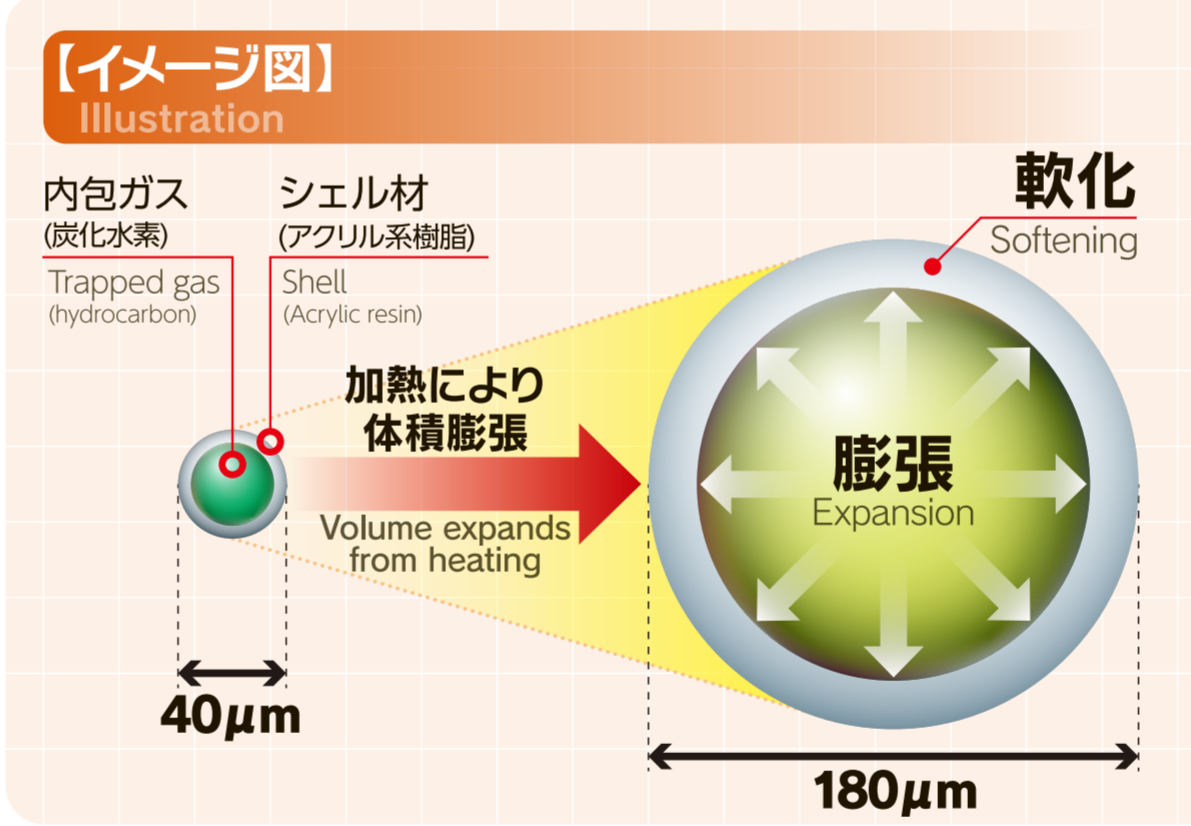 【イメージ図】
Illustration
内包ガス
(炭化水素)
Trapped gas
(hydrocarbon)
シェル材
(アクリル系樹脂)
Shell
(Acrylic resin)
軟化
Softening
加熱により
体積膨張
Volume expands
from heating
膨張
Expansion
40μm
180μm